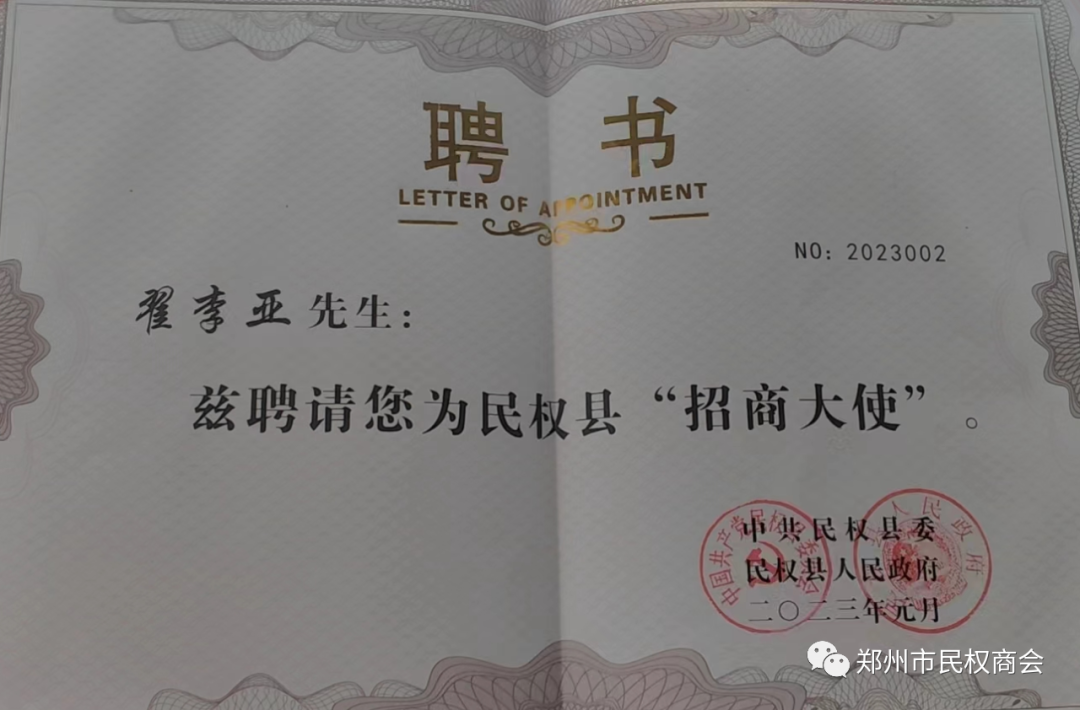 聘 书
LETTER OF APPOINTMENT
NO: 2023002
翟李亚先生：
兹聘请您为民权县“招商大使”。
中共民权县委
民权县人民政府
二〇二三年元月
郑州市民权商会